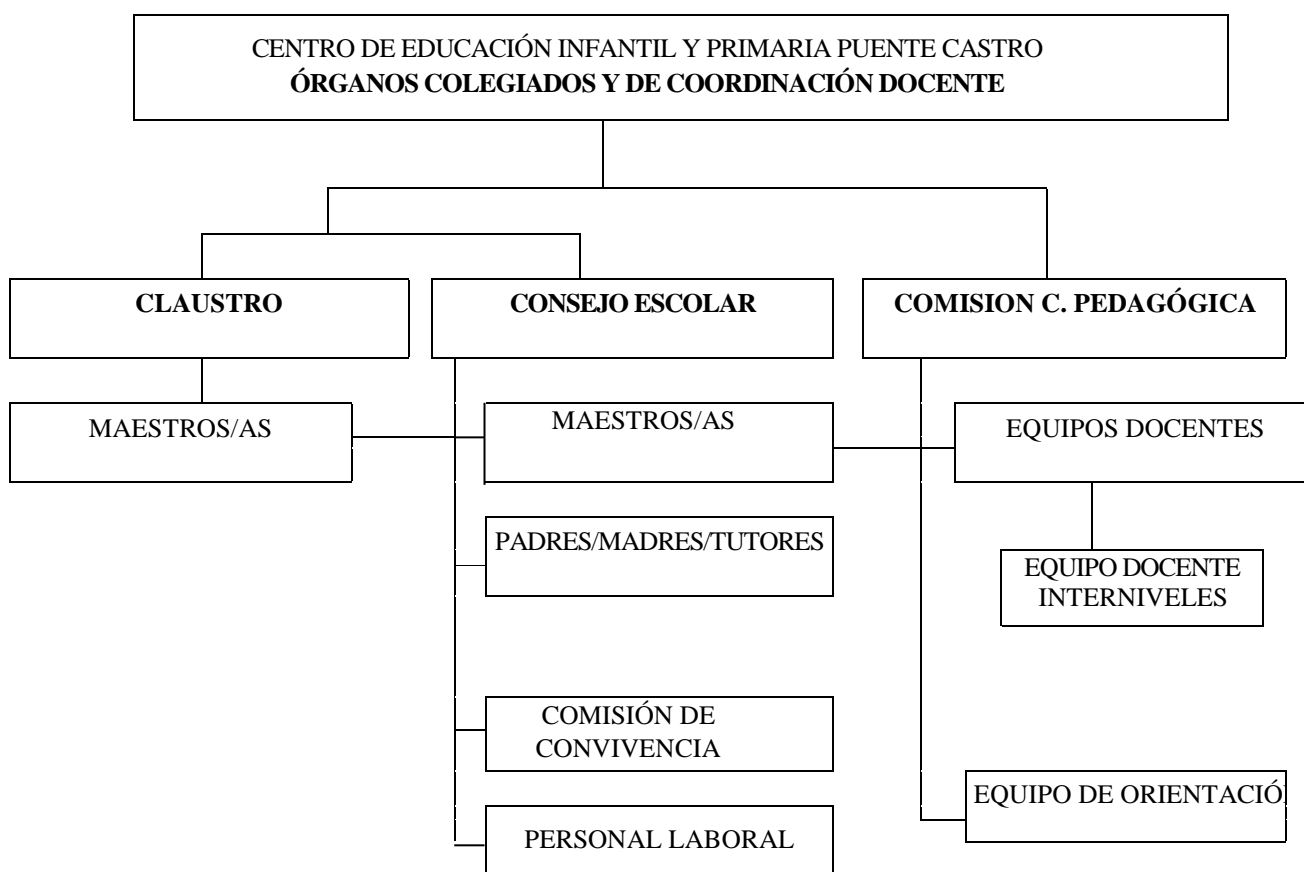 CENTRO DE EDUCACIÓN INFANTIL Y PRIMARIA PUENTE CASTRO
ÓRGANOS COLEGIADOS Y DE COORDINACIÓN DOCENTE
CLAUSTRO
CONSEJO ESCOLAR
COMISION C. PEDAGÓGICA
MAESTROS/AS
MAESTROS/AS
EQUIPOS DOCENTES
PADRES/MADRES/TUTORES
EQUIPO DOCENTE
INTERNIVELES
COMISIÓN DE
CONVIVENCIA
EQUIPO DE ORIENTACIÓ
PERSONAL LABORAL